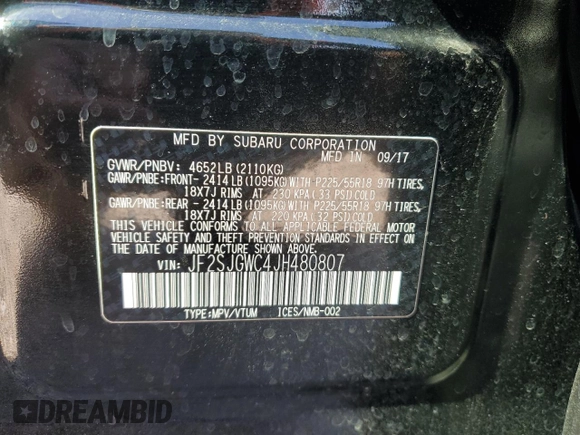 MFD BY SUBARU CORPORATION
MFD IN 09/17
GVWR/PNBV: 4652LB (2110KG)
GAWR/PNBE:FRONT- 2414LB (1095KG)WITH P225/55R18 97H TIRES,
18X7J RIMS AT 230 KPA (33 PSI)COLD
GAWR/PNBE:REAR - 2414LB (1095KG)WITH P225/55R18 97H TIRES,
18X7J RIMS AT 220 KPA (32 PSI)COLD
THIS VEHICLE CONFORMS TO ALL APPLICABLE FEDERAL MOTOR
VEHICLE SAFETY BUMPER, AND THEFT PREVENTION STANDARDS IN EFFECT ON
THE DATE OF MANUFACTURE SHOWN ABOVE.
VIN: JF2SJGWC4JH480807
TYPE:MPV/VTUM ICES/NMB-002
DREAMBID